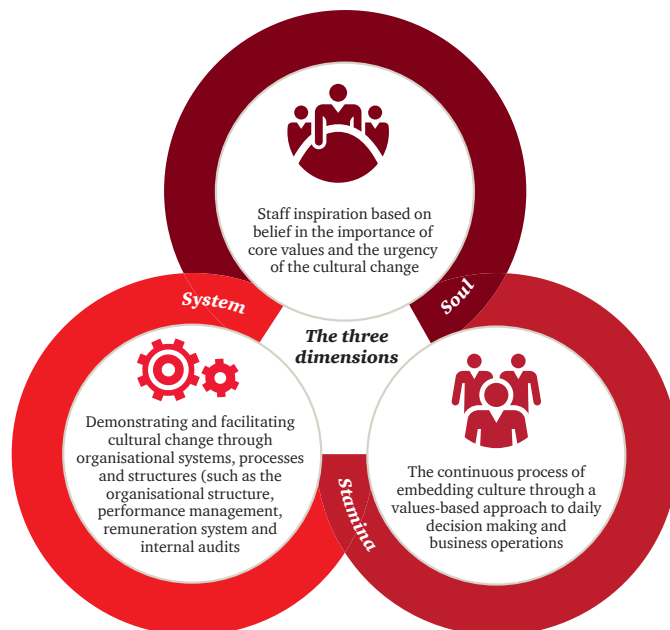 Staff inspiration based on
belief in the importance of
core values and the urgency
of the cultural change
System
Soul
The three
dimensions
Demonstrating and facilitating
cultural change through
organisational systems, processes
and structures (such as the
organisational structure,
performance management,
remuneration system and
internal audits
The continuous process of
embedding culture through a
values-based approach to daily
decision making and
business operations
Stamina